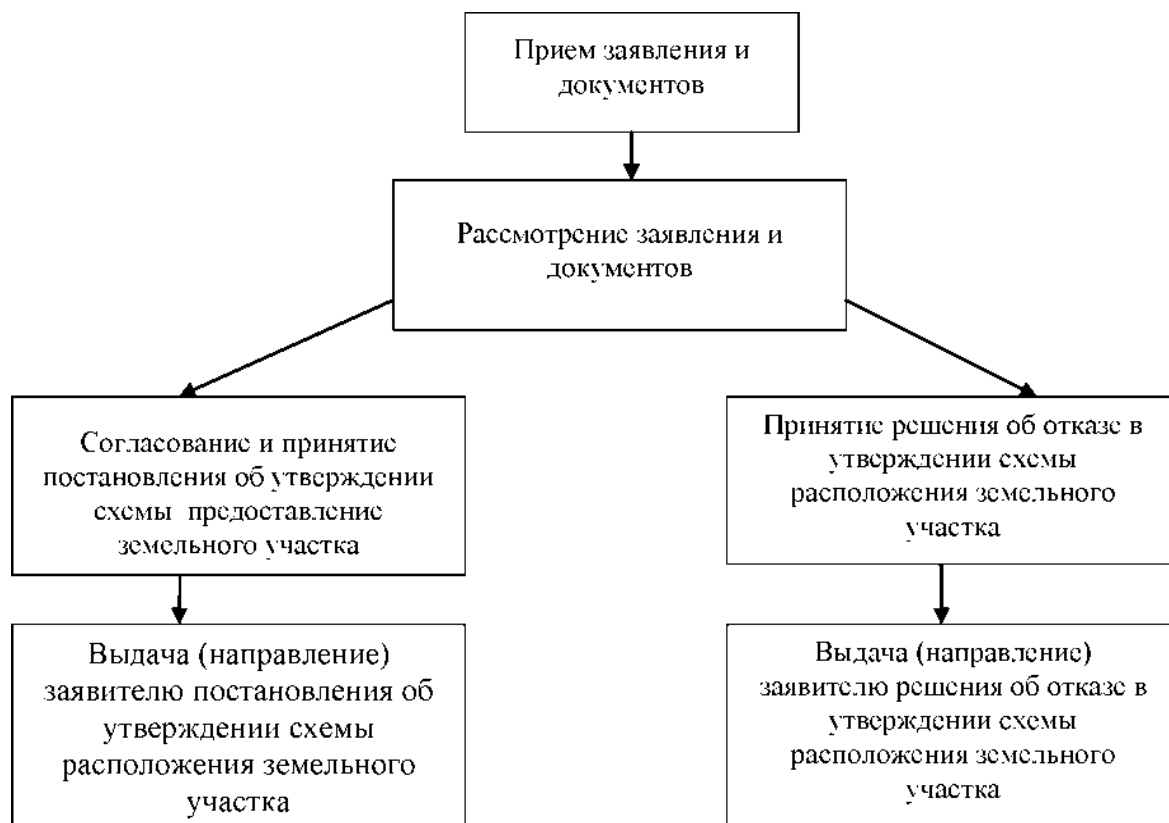 Прием заявления и
документов
Рассмотрение заявления и
документов
Согласование и принятие
постановления об утверждении
схемы предоставление
земельного участка
Принятие решения об отказе в
утверждении схемы
расположения земельного
участка
Выдача (направление)
заявителю постановления об
утверждении схемы
расположения земельного
участка
Выдача (направление)
заявителю решения об отказе в
утверждении схемы
расположения земельного
участка